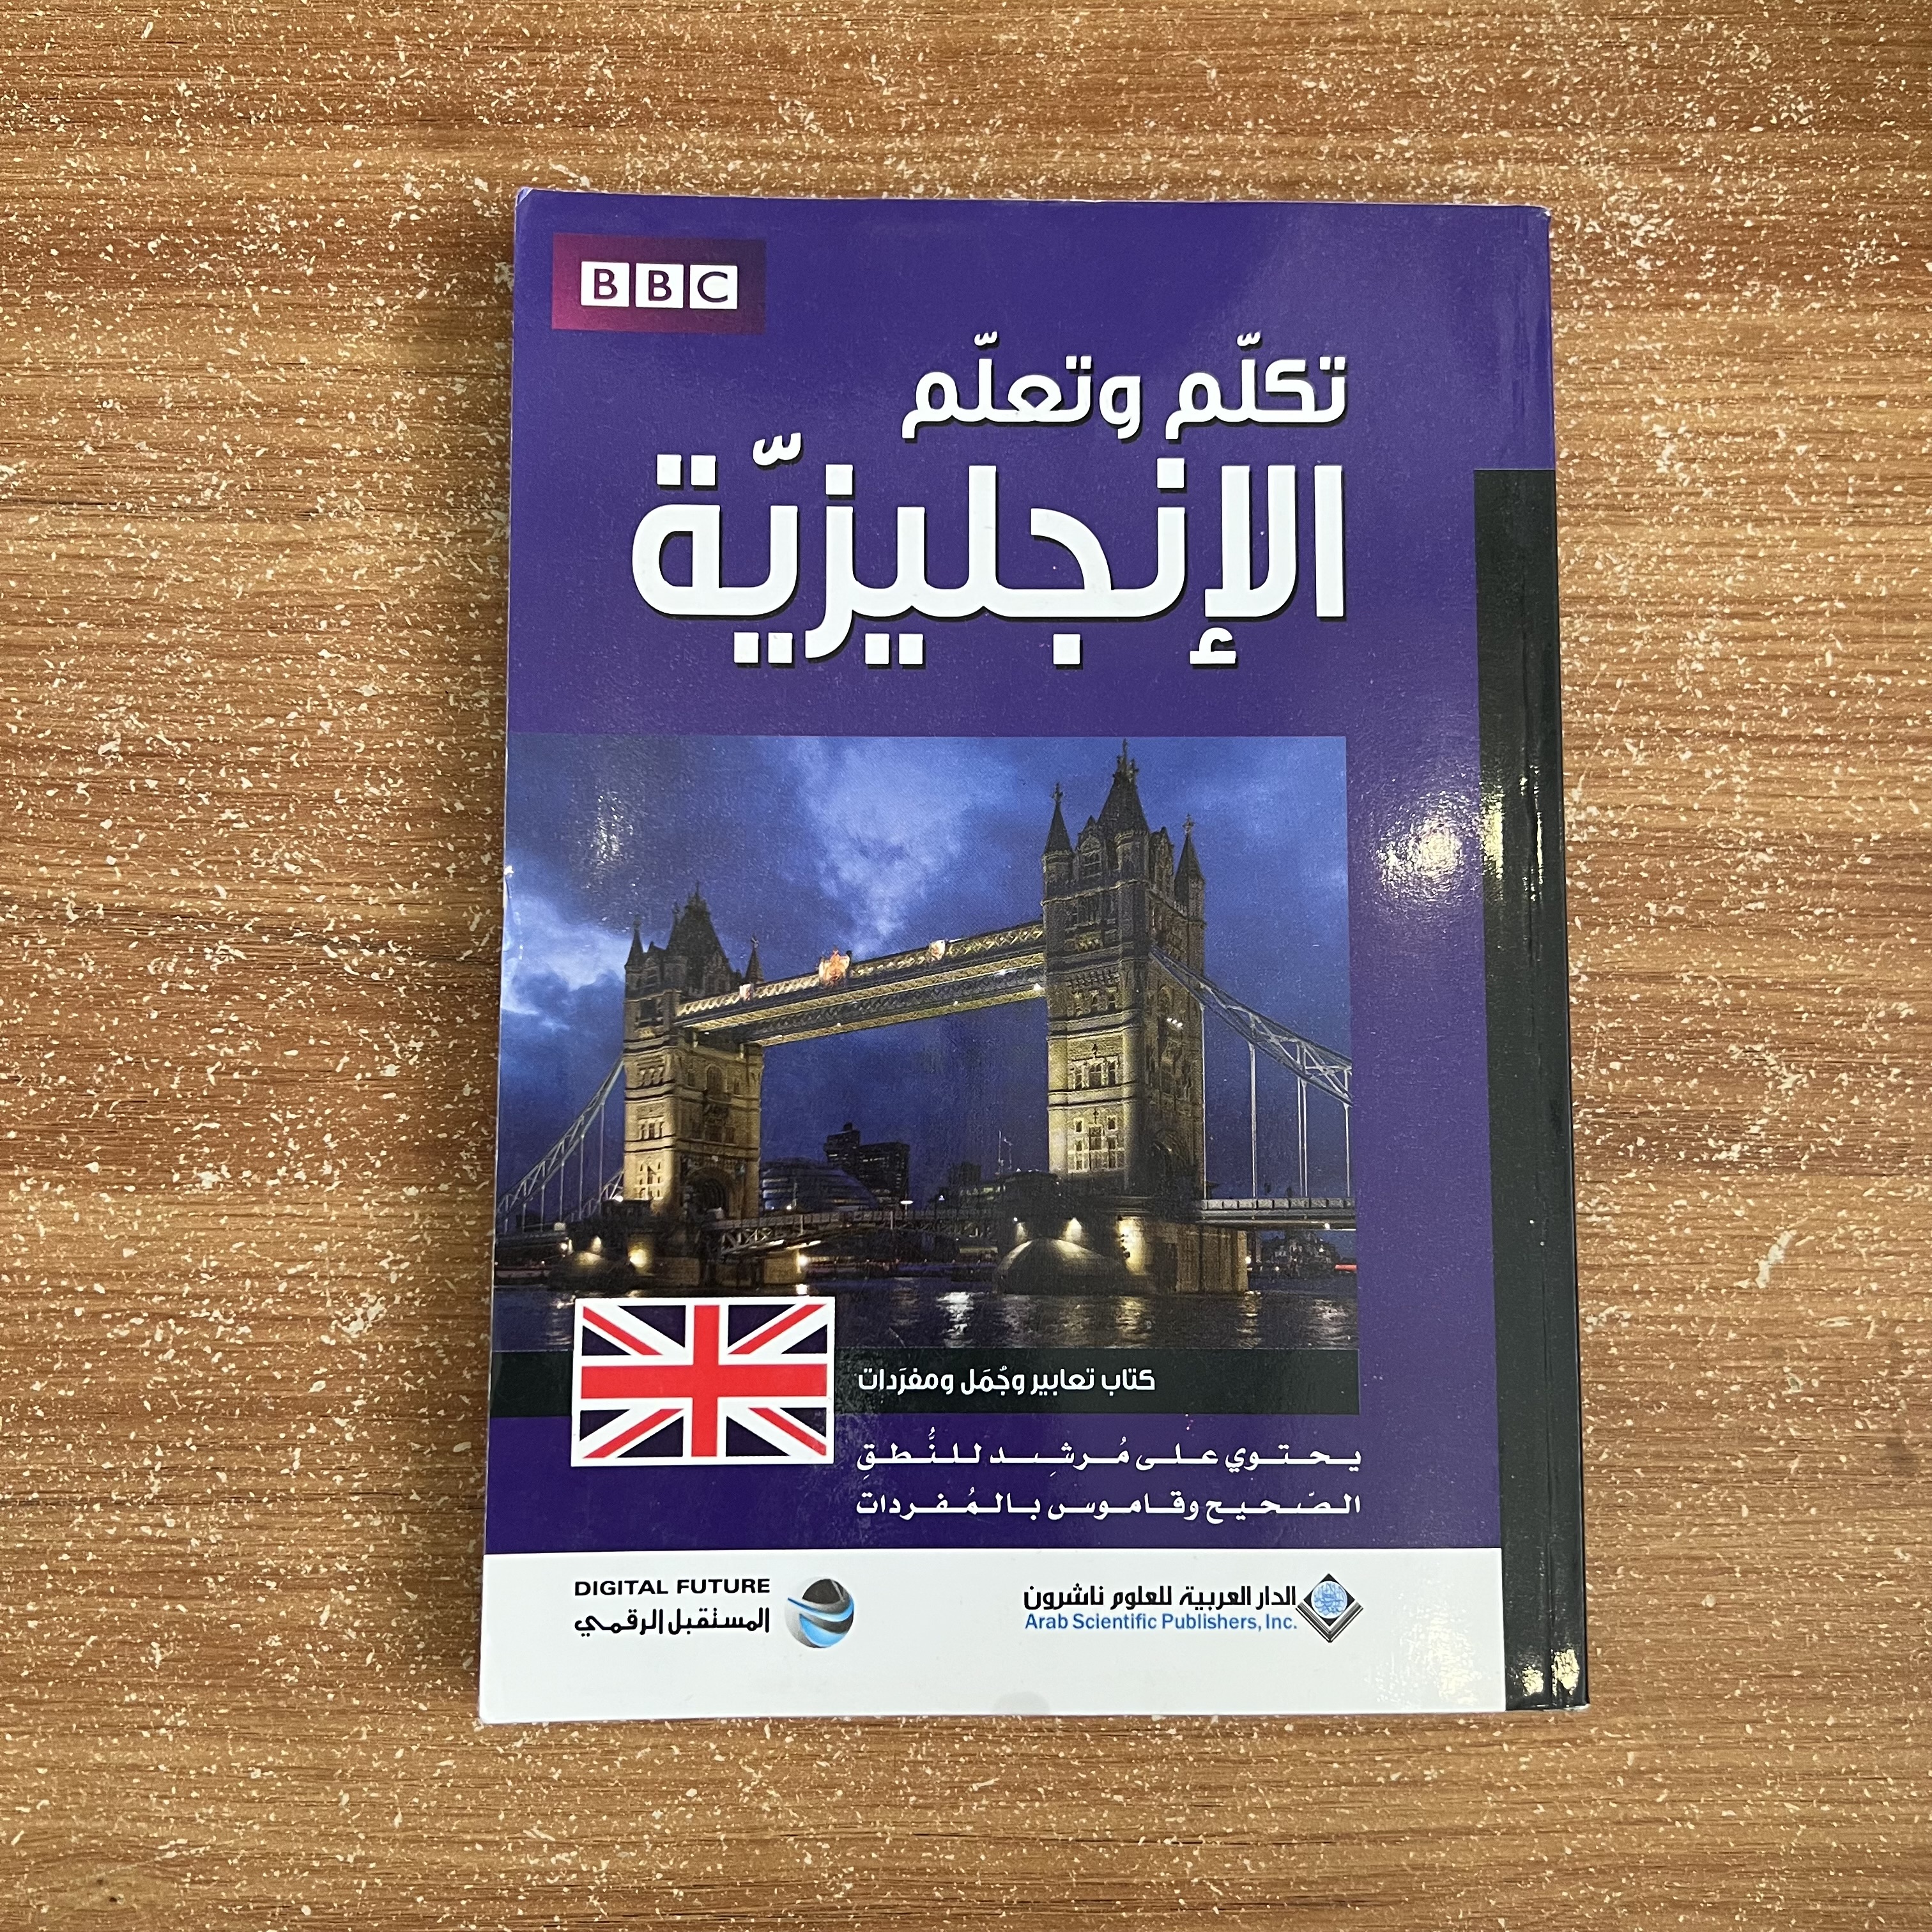 BBC
تكلّم وتعلّم
الإنجليزيّة
كتاب تعابير وجُمَل ومفرَدات
يحتوي على مُرشِد للنُّطقِ
الصّحيح وقاموس بالمُفردات
DIGITAL FUTURE
المستقبل الرقمي
الدار العربية للعلوم ناشرون
Arab Scientific Publishers, Inc.